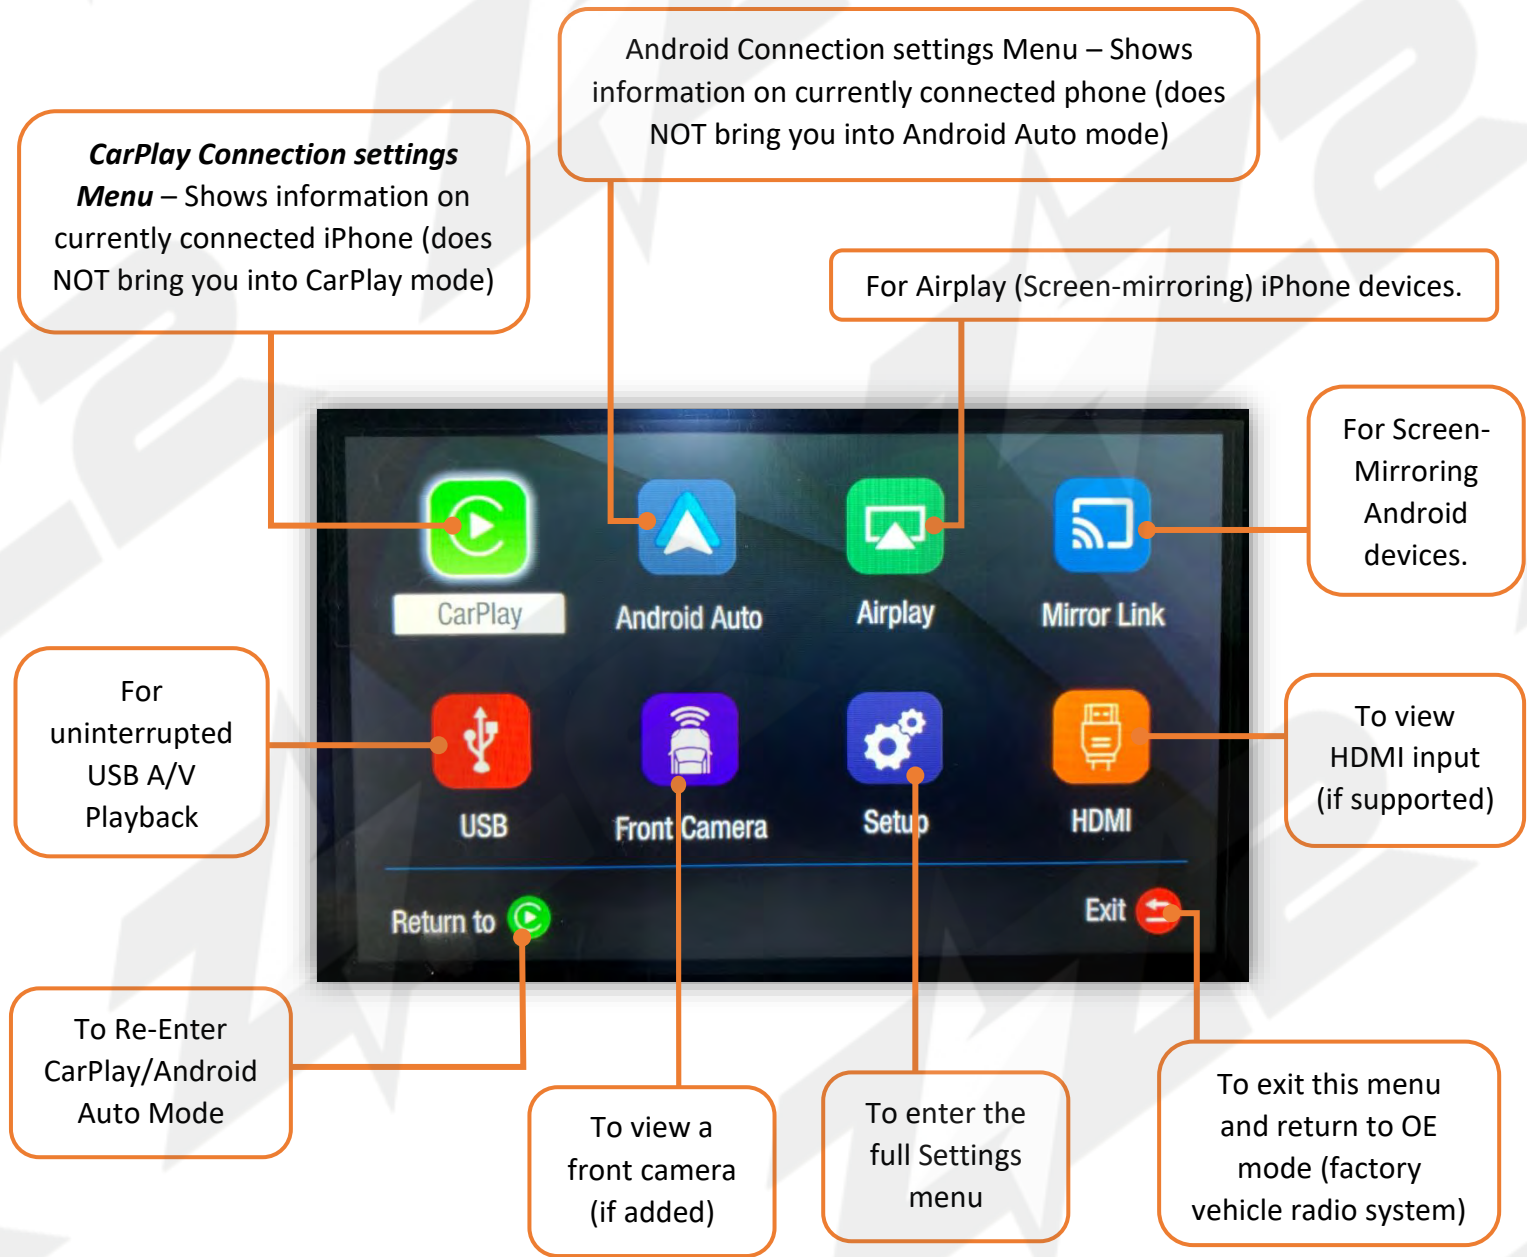 Android Connection settings Menu – Shows
information on currently connected phone (does
NOT bring you into Android Auto mode)
CarPlay Connection settings
Menu – Shows information on
currently connected iPhone (does
NOT bring you into CarPlay mode)
For Airplay (Screen-mirroring) iPhone devices.
For Screen-
Mirroring
Android
devices.
CarPlay
Android Auto
Airplay
Mirror Link
For
uninterrupted
USB A/V
Playback
To view
HDMI input
(if supported)
USB
Front Camera
Setup
HDMI
Return to
Exit
To Re-Enter
CarPlay/Android
Auto Mode
To view a
front camera
(if added)
To enter the
full Settings
menu
To exit this menu
and return to OE
mode (factory
vehicle radio system)